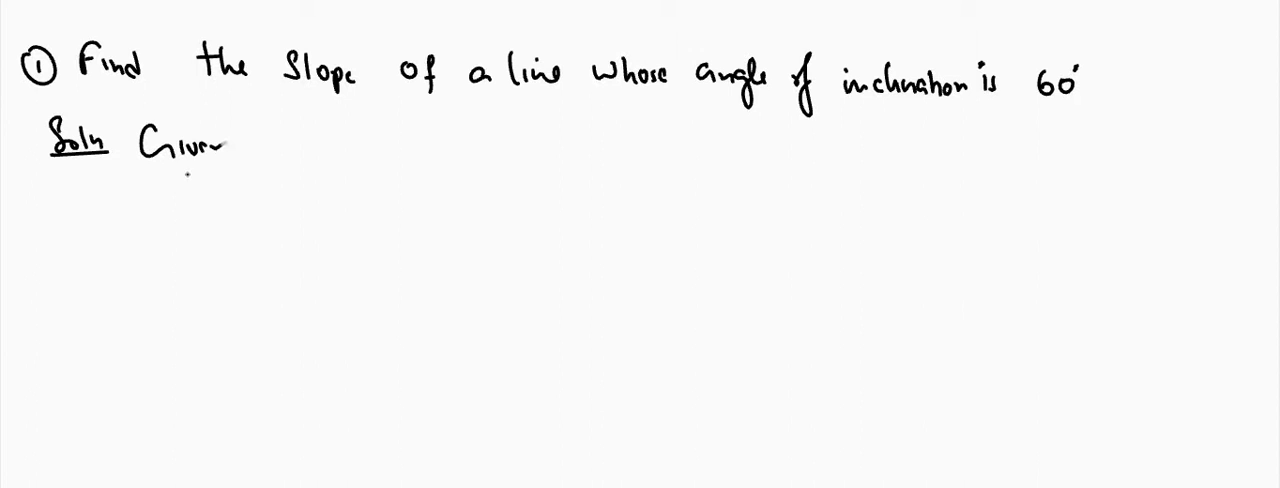 ① Find the Slope of a line whose angle of inclination is 60°
Soln Given